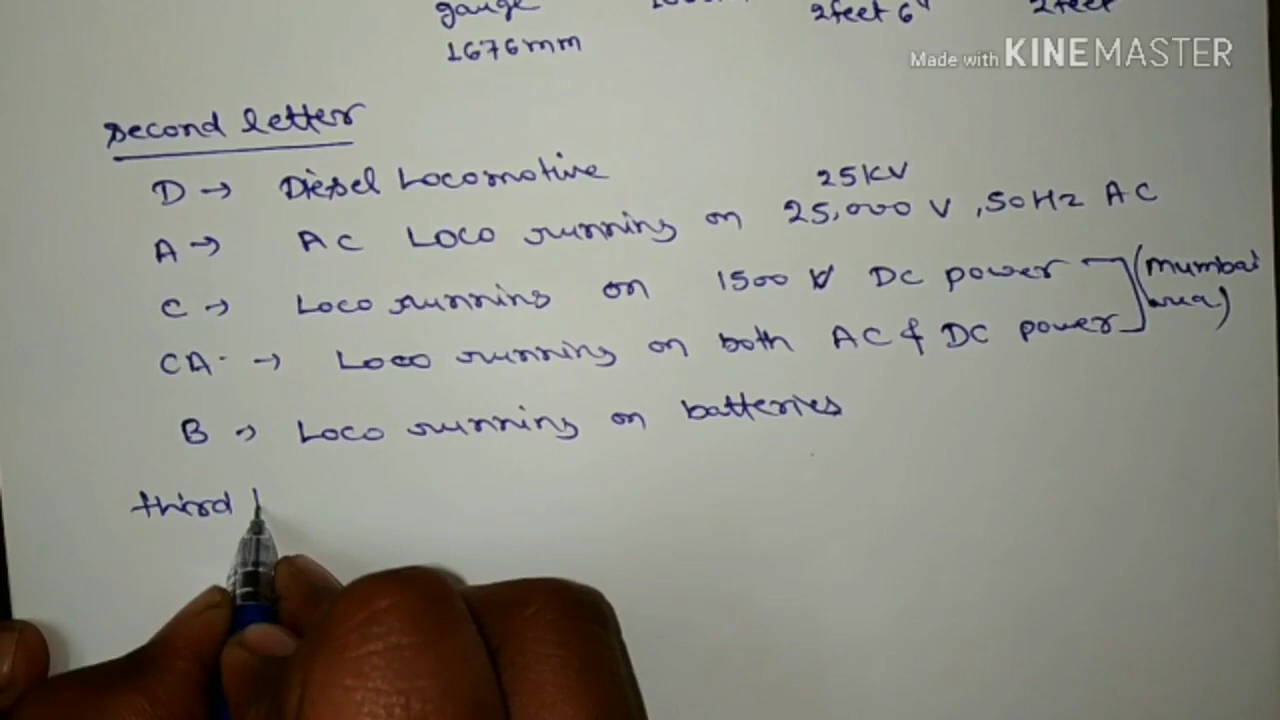 gauge 2feet 6" 2feet
1676mm
Made with KINEMASTER
Second letter
D → Diesel Locomotive
25KV
A → AC Loco running on 25,000 V, 50Hz AC
C → Loco running on 1500 V DC power (Mumbai
area)
CA → Loco running on both AC & DC power
B → Loco running on batteries
third